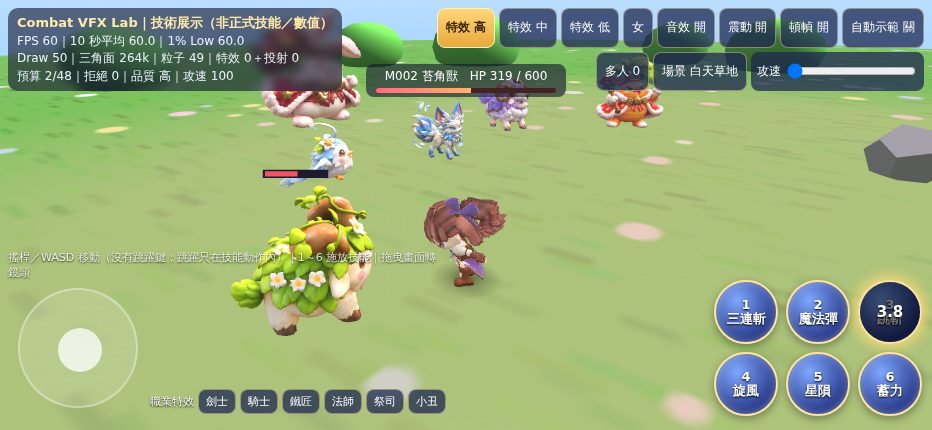 Combat VFX Lab｜技術展示（非正式技能／數值）
FPS 60｜10 秒平均 60.0｜1% Low 60.0
Draw 50｜三角面 264k｜粒子 49｜特效 0＋投射 0
預算 2/48｜拒絕 0｜品質 高｜攻速 100
特效 高
特效 中
特效 低
女
音效 開
震動 開
頓幀 開
自動示範 關
多人 0
場景 白天草地
攻速
M002 苔角獸 HP 319 / 600
搖桿／WASD 移動（沒有跳躍鍵；跳躍只在技能動作內）｜1～6 施放技能｜拖曳畫面轉
鏡頭
1
三連斬
2
魔法彈
3.8
4
旋風
5
星隕
6
蓄力
職業特效
劍士
騎士
鐵匠
法師
祭司
小丑